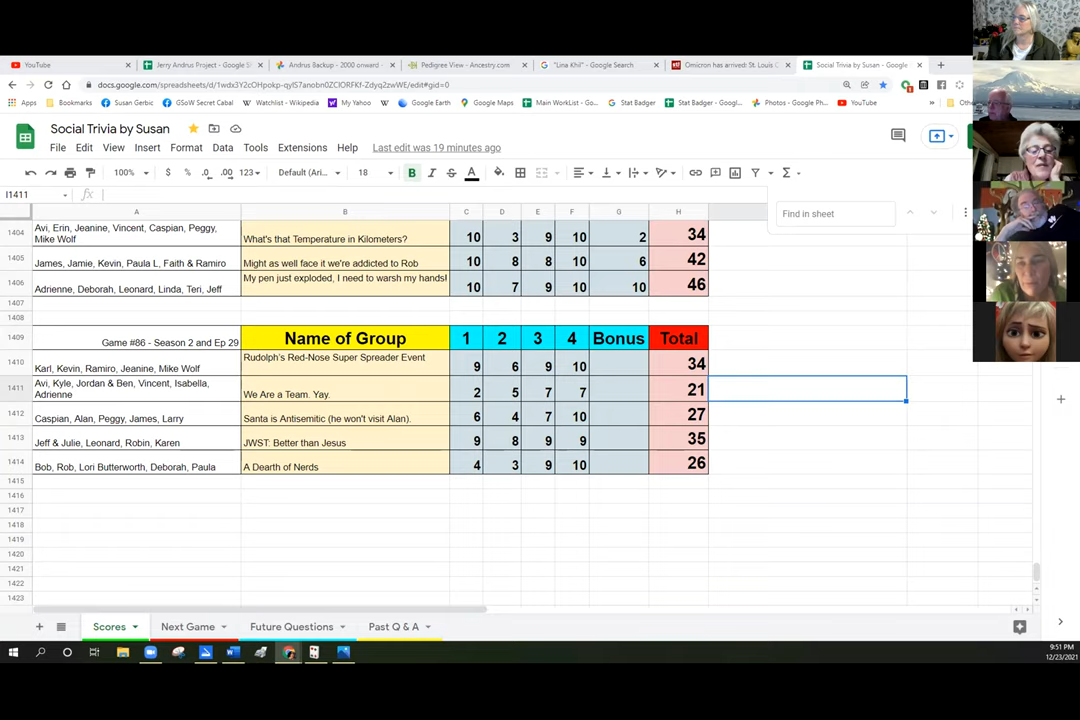 YouTube
Jerry Andrus Project - Google S
Andrus Backup - 2000 onward
Pedigree View - Ancestry.com
"Lina Khil" - Google Search
Omicron has arrived: St. Louis C
Social Trivia by Susan - Google
docs.google.com/spreadsheets/d/1wdx3Y2cOHpokp-qyIS7anobn0ZClORFKf-Zdyq2zwWE/edit#gid=0
Apps
Bookmarks
Susan Gerbic
GSoW Secret Cabal
Watchlist - Wikipedia
My Yahoo
Google Earth
Google Maps
Main WorkList - Go...
Stat Badger
Stat Badger - Googl...
Photos - Google Ph...
YouTube
»
Social Trivia by Susan
File Edit View Insert Format Data Tools Extensions Help Last edit was 19 minutes ago
100% $ % .0 .00 123 Default (Ari... 18 B I S A
I1411 fx
Find in sheet
A B C D E F G H
1404 Avi, Erin, Jeanine, Vincent, Caspian, Peggy, Mike Wolf What's that Temperature in Kilometers? 10 3 9 10 2 34
1405 James, Jamie, Kevin, Paula L, Faith & Ramiro Might as well face it we're addicted to Rob 10 8 8 10 6 42
1406 Adrienne, Deborah, Leonard, Linda, Teri, Jeff My pen just exploded, I need to warsh my hands! 10 7 9 10 10 46
1407
1408
1409 Game #86 - Season 2 and Ep 29 Name of Group 1 2 3 4 Bonus Total
1410 Karl, Kevin, Ramiro, Jeanine, Mike Wolf Rudolph's Red-Nose Super Spreader Event 9 6 9 10 34
1411 Avi, Kyle, Jordan & Ben, Vincent, Isabella, Adrienne We Are a Team. Yay. 2 5 7 7 21
1412 Caspian, Alan, Peggy, James, Larry Santa is Antisemitic (he won't visit Alan). 6 4 7 10 27
1413 Jeff & Julie, Leonard, Robin, Karen JWST: Better than Jesus 9 8 9 9 35
1414 Bob, Rob, Lori Butterworth, Deborah, Paula A Dearth of Nerds 4 3 9 10 26
1415
1416
1417
1418
1419
1420
1421
1422
1423
Scores
Next Game
Future Questions
Past Q & A
9:51 PM
12/23/2021